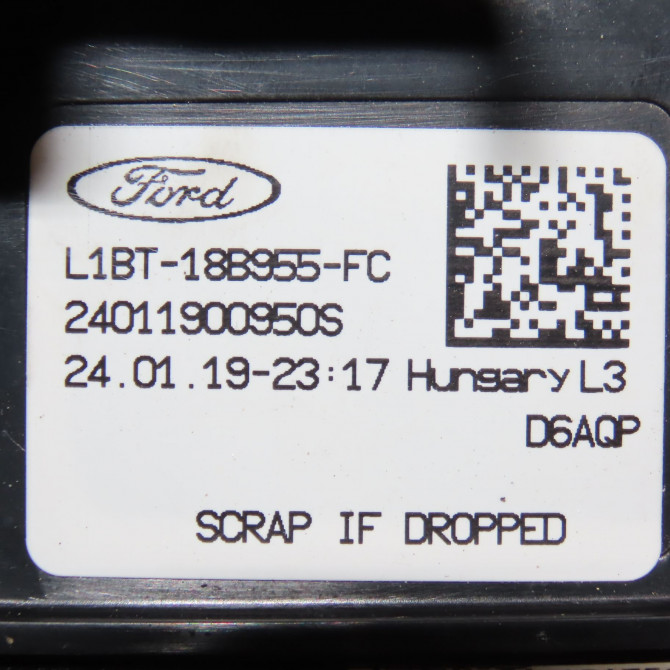 Ford
L1BT-18B955-FC
24011900950S
24.01.19-23:17 Hungary L3
D6AQP
SCRAP IF DROPPED